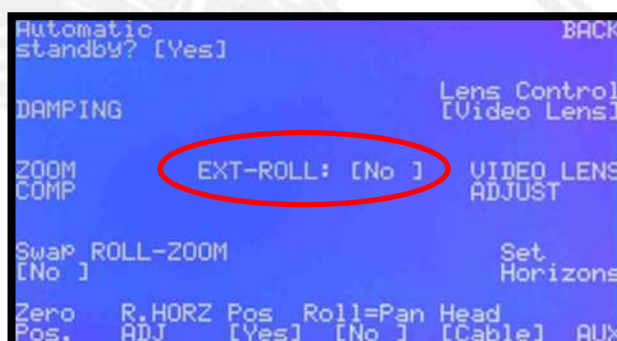 Automatic BACK
standby? [Yes]
Lens Control
DAMPING [Video Lens]
ZOOM EXT-ROLL: [No ] VIDEO LENS
COMP ADJUST
Swap ROLL-ZOOM Set
[No ] Horizons
Zero R.HORZ Pos Roll=Pan Head
Pos. ADJ [Yes] [No ] [Cable] AUX